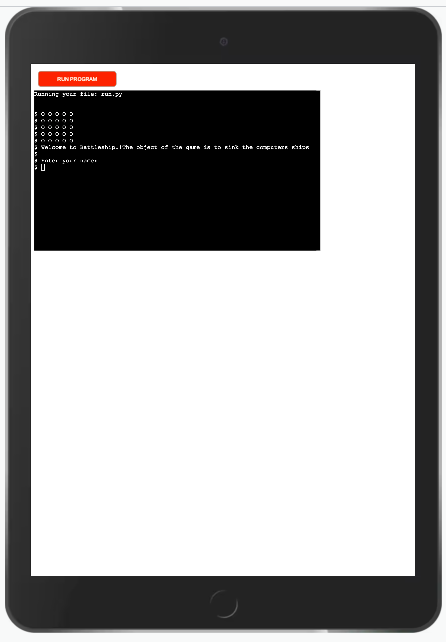 RUN PROGRAM
Running your file: run.py
$ O O O O O
$ O O O O O
$ O O O O O
$ O O O O O
$ O O O O O
$ Welcome to Battleship.!The object of the game is to sink the computers ships
$
$ Enter your name:
$